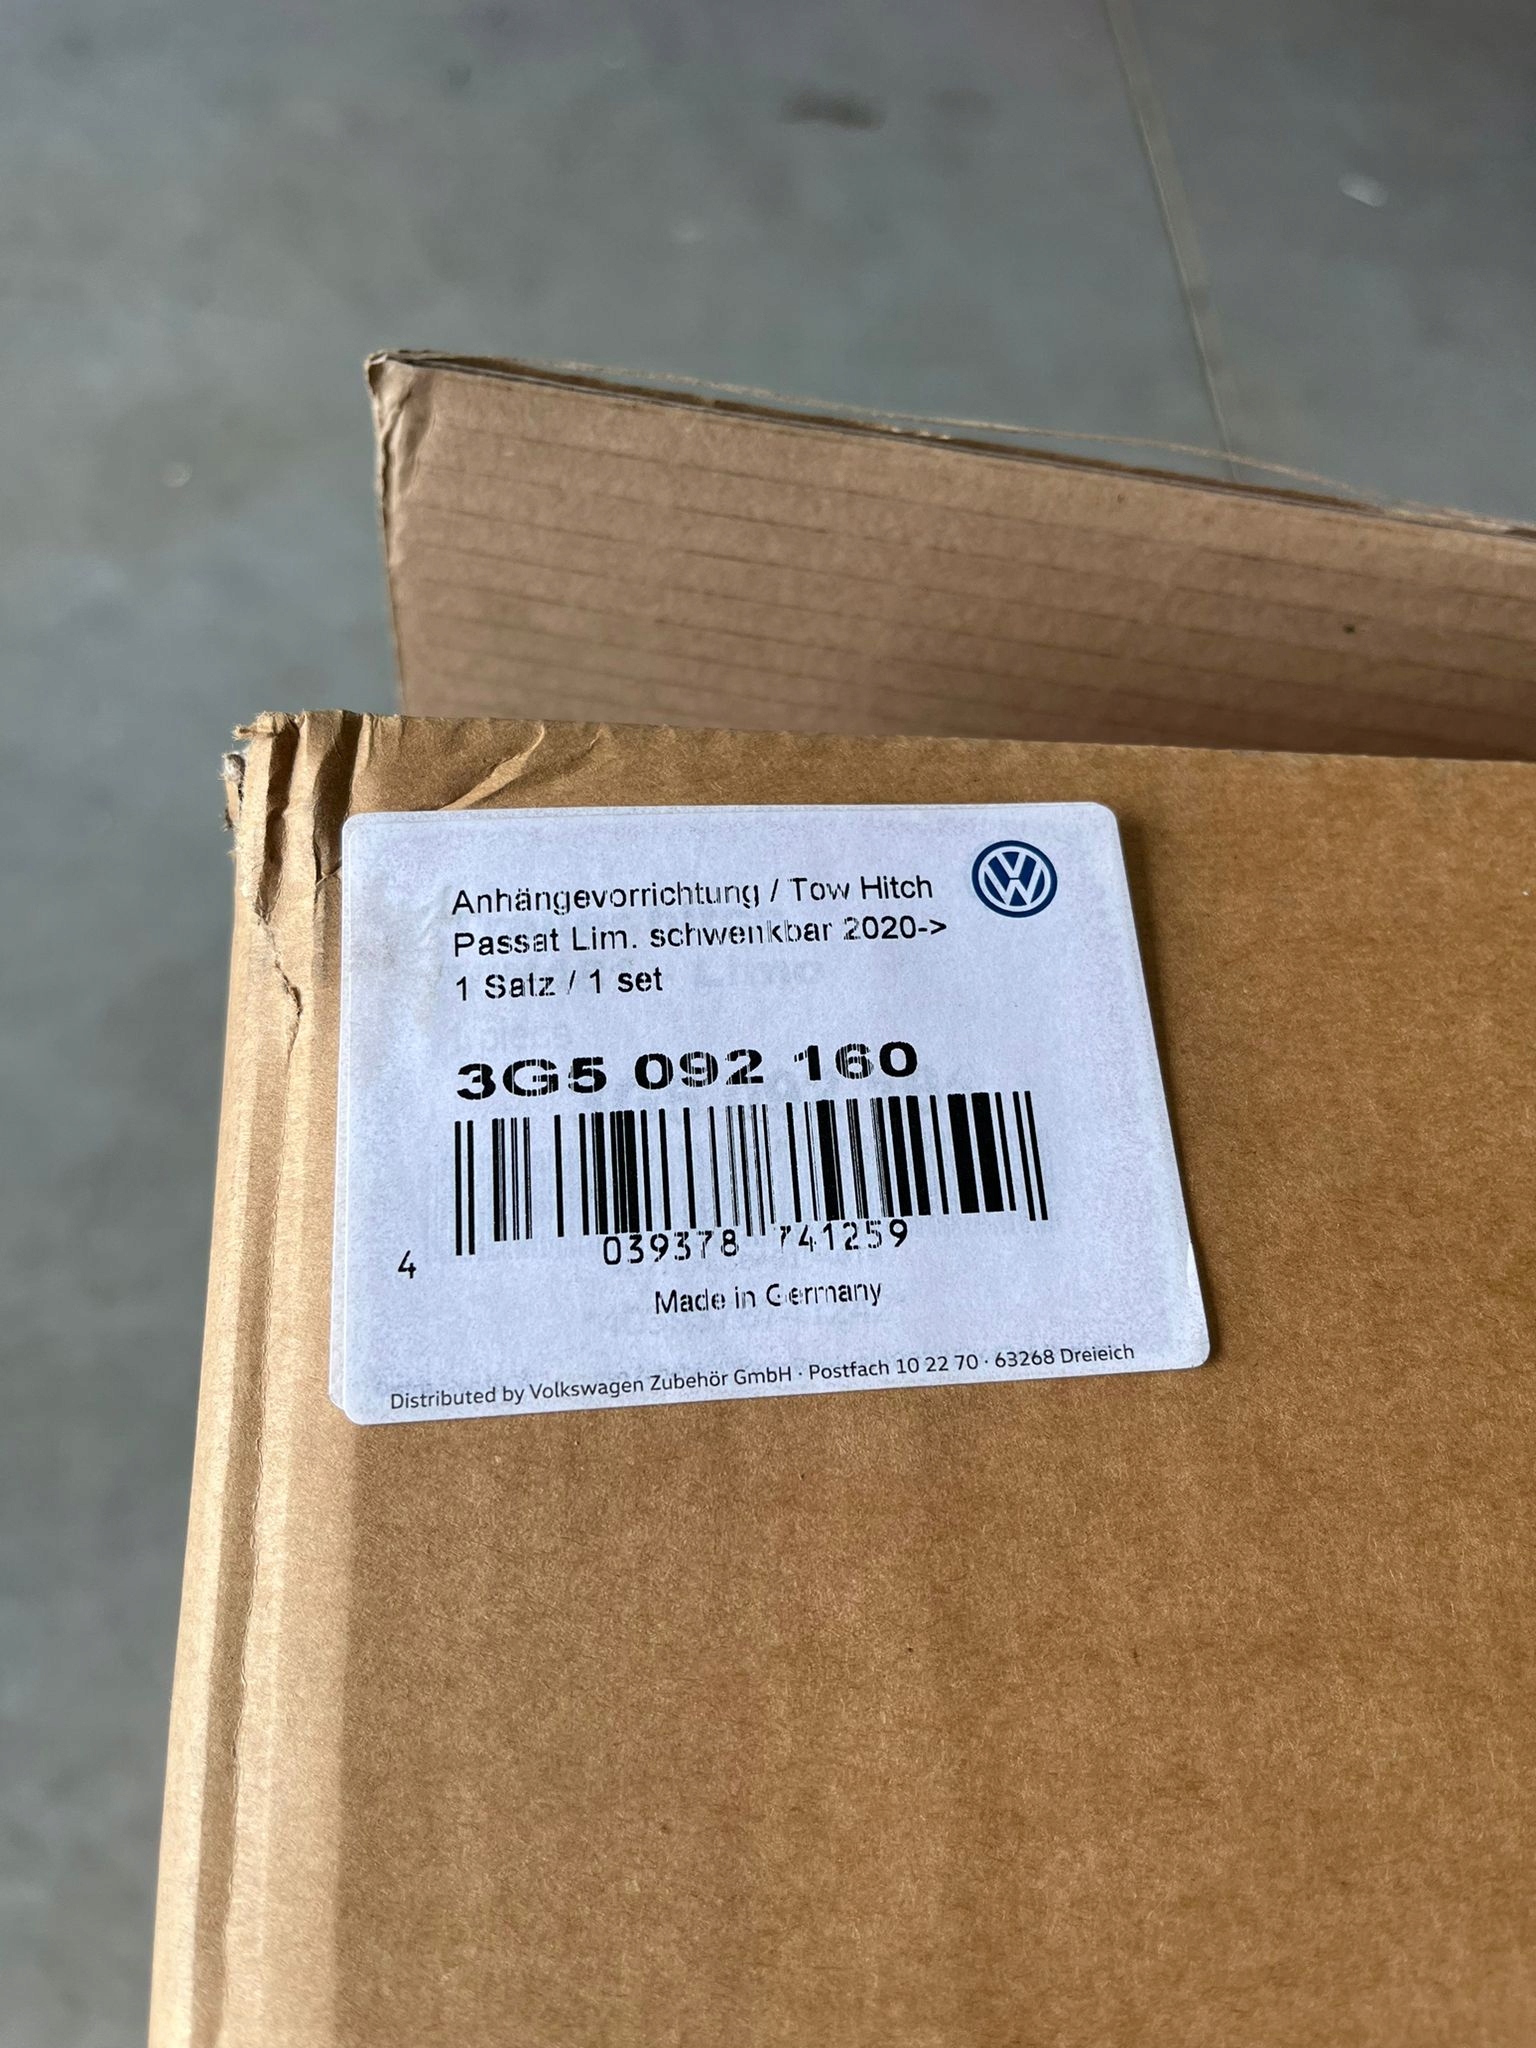 Anhängevorrichtung / Tow Hitch
Passat Lim. schwenkbar 2020->
1 Satz / 1 set
3G5 092 160
4 039378 741259
Made in Germany
Distributed by Volkswagen Zubehör GmbH · Postfach 10 22 70 · 63268 Dreieich